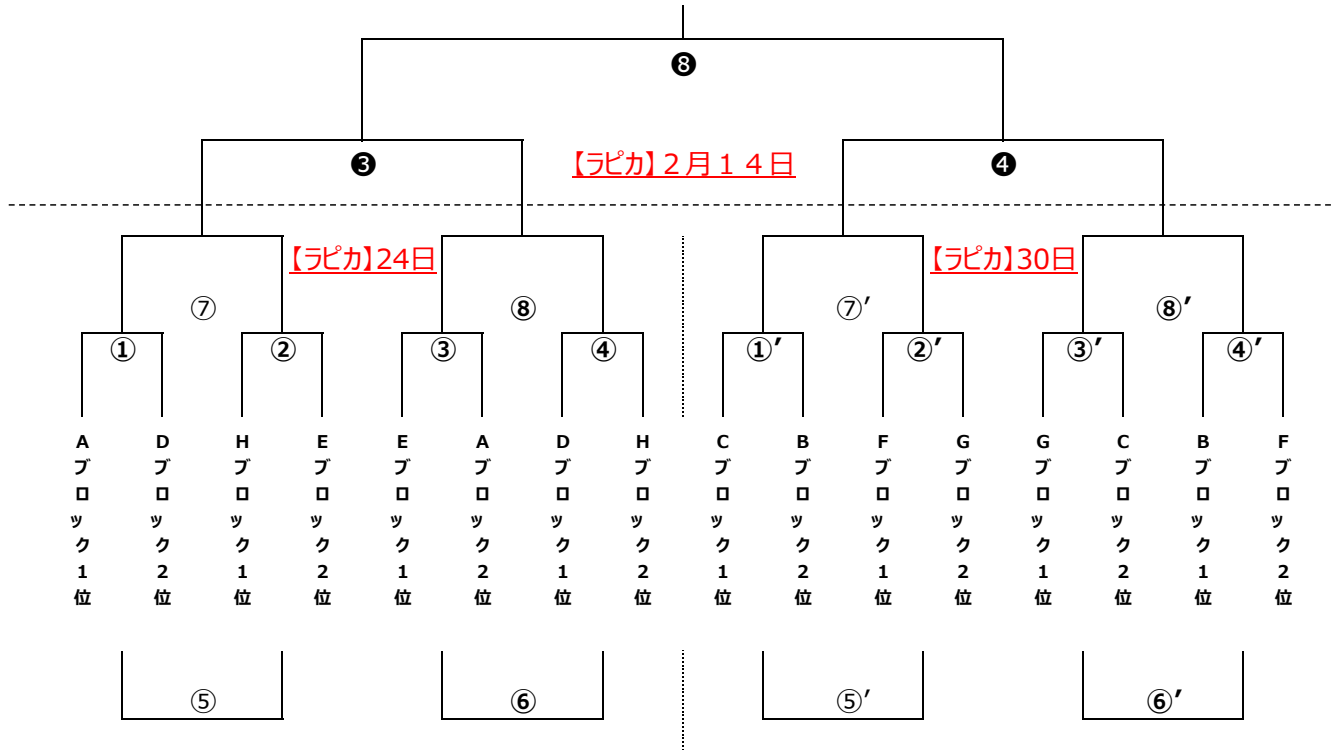 ❽
❸
【ラピカ】２月１４日
❹
【ラピカ】24日
【ラピカ】30日
⑦
⑧
⑦′
⑧′
①
②
③
④
①′
②′
③′
④′
Aブロック1位
Dブロック2位
Hブロック1位
Eブロック2位
Eブロック1位
Aブロック2位
Dブロック1位
Hブロック2位
Cブロック1位
Bブロック2位
Fブロック1位
Gブロック2位
Gブロック1位
Cブロック2位
Bブロック1位
Fブロック2位
⑤
⑥
⑤′
⑥′